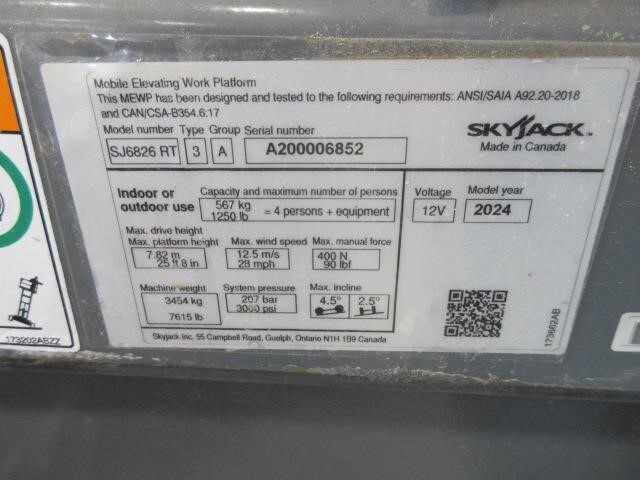 Mobile Elevating Work Platform
This MEWP has been designed and tested to the following requirements: ANSI/SAIA A92.20-2018
and CAN/CSA-B354.6:17
SKYJACK
Made in Canada
Model number Type Group Serial number
SJ6826 RT 3 A A200006852
Indoor or
outdoor use
Capacity and maximum number of persons
567 kg
1250 lb
= 4 persons + equipment
Voltage
12V
Model year
2024
Max. drive height
Max. platform height
7.82 m
25 ft 8 in
Max. wind speed
12.5 m/s
28 mph
Max. manual force
400 N
90 lbf
Machine weight
3454 kg
7615 lb
System pressure
207 bar
3000 psi
Max. incline
4.5° 2.5°
Skyjack Inc. 55 Campbell Road, Guelph, Ontario N1H 1B9 Canada
173662AB
173202ABZZ